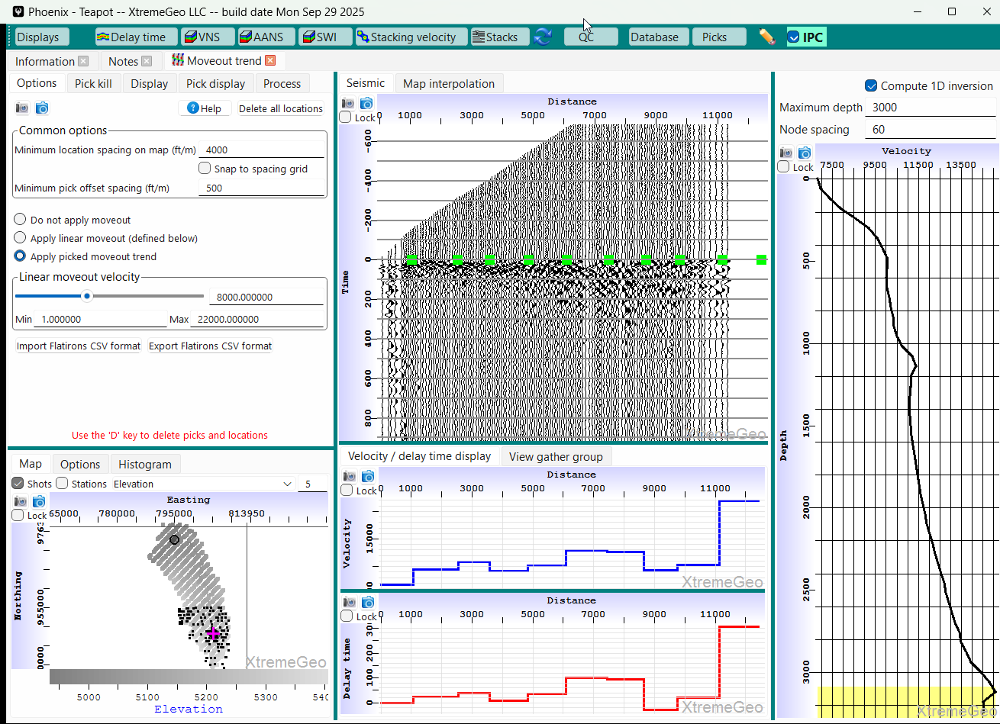 Phoenix - Teapot -- XtremeGeo LLC -- build date Mon Sep 29 2025
Displays Delay time VNS AANS SWI Stacking velocity Stacks QC Database Picks IPC
Information Notes Moveout trend
Options Pick kill Display Pick display Process
Help Delete all locations
Common options
Minimum location spacing on map (ft/m) 4000
Snap to spacing grid
Minimum pick offset spacing (ft/m) 500
Do not apply moveout
Apply linear moveout (defined below)
Apply picked moveout trend
Linear moveout velocity
8000.000000
Min 1.000000 Max 22000.000000
Import Flatirons CSV format Export Flatirons CSV format
Use the 'D' key to delete picks and locations
Map Options Histogram
Shots Stations Elevation 5
Easting
Lock 65000 780000 795000 813950
Northing
9763
955000
0000
XtremeGeo
5000 5100 5200 5300 540
Elevation
Seismic Map interpolation
Distance
Lock 0 1000 3000 5000 7000 9000 11000
Time
-600
-400
-200
0
200
400
600
800
XtremeGeo
Velocity / delay time display View gather group
Distance
Lock 0 1000 3000 5000 7000 9000 11000
Velocity
15000
XtremeGeo
Distance
Lock 0 1000 3000 5000 7000 9000 11000
Delay time
30
200
100
0
XtremeGeo
Compute 1D inversion
Maximum depth 3000
Node spacing 60
Velocity
Lock 7500 9500 11500 13500
Depth
0
500
1000
1500
2000
2500
3000
XtremeGeo